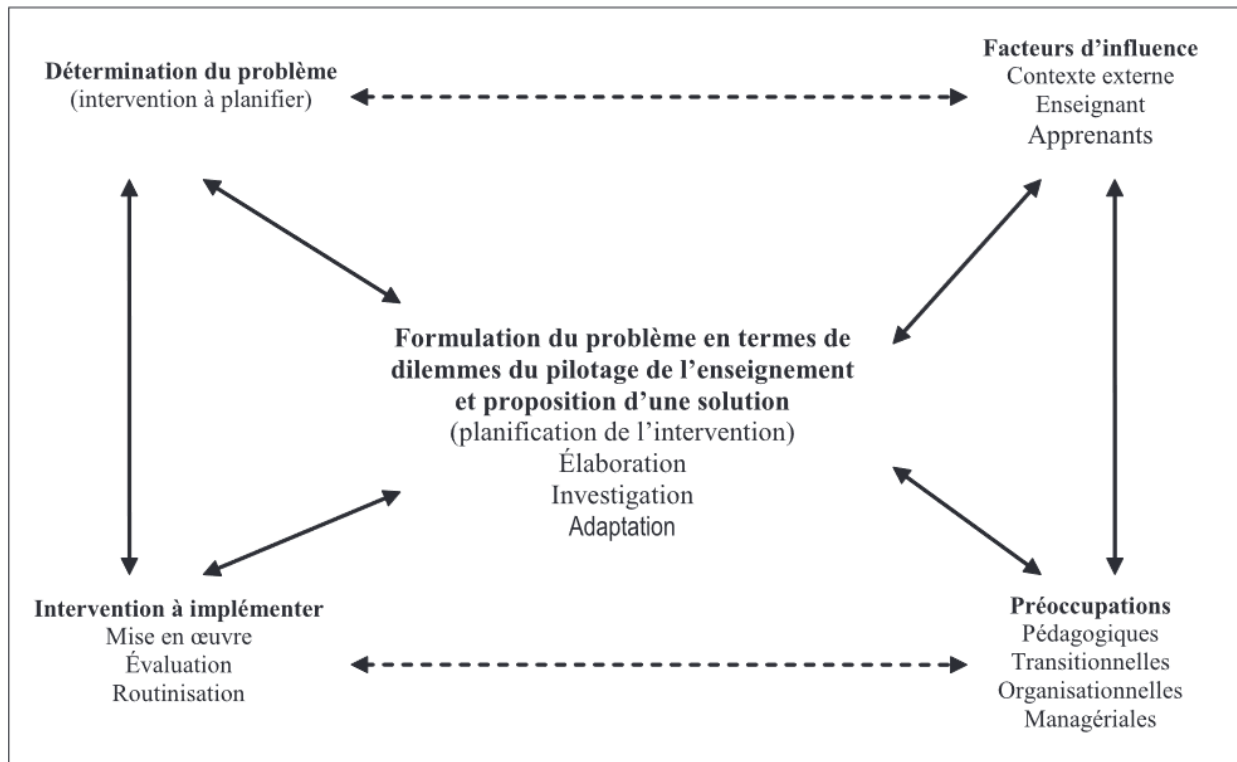 Détermination du problème
(intervention à planifier)
Facteurs d’influence
Contexte externe
Enseignant
Apprenants
Formulation du problème en termes de
dilemmes du pilotage de l’enseignement
et proposition d’une solution
(planification de l’intervention)
Élaboration
Investigation
Adaptation
Intervention à implémenter
Mise en œuvre
Évaluation
Routinisation
Préoccupations
Pédagogiques
Transitionnelles
Organisationnelles
Managériales